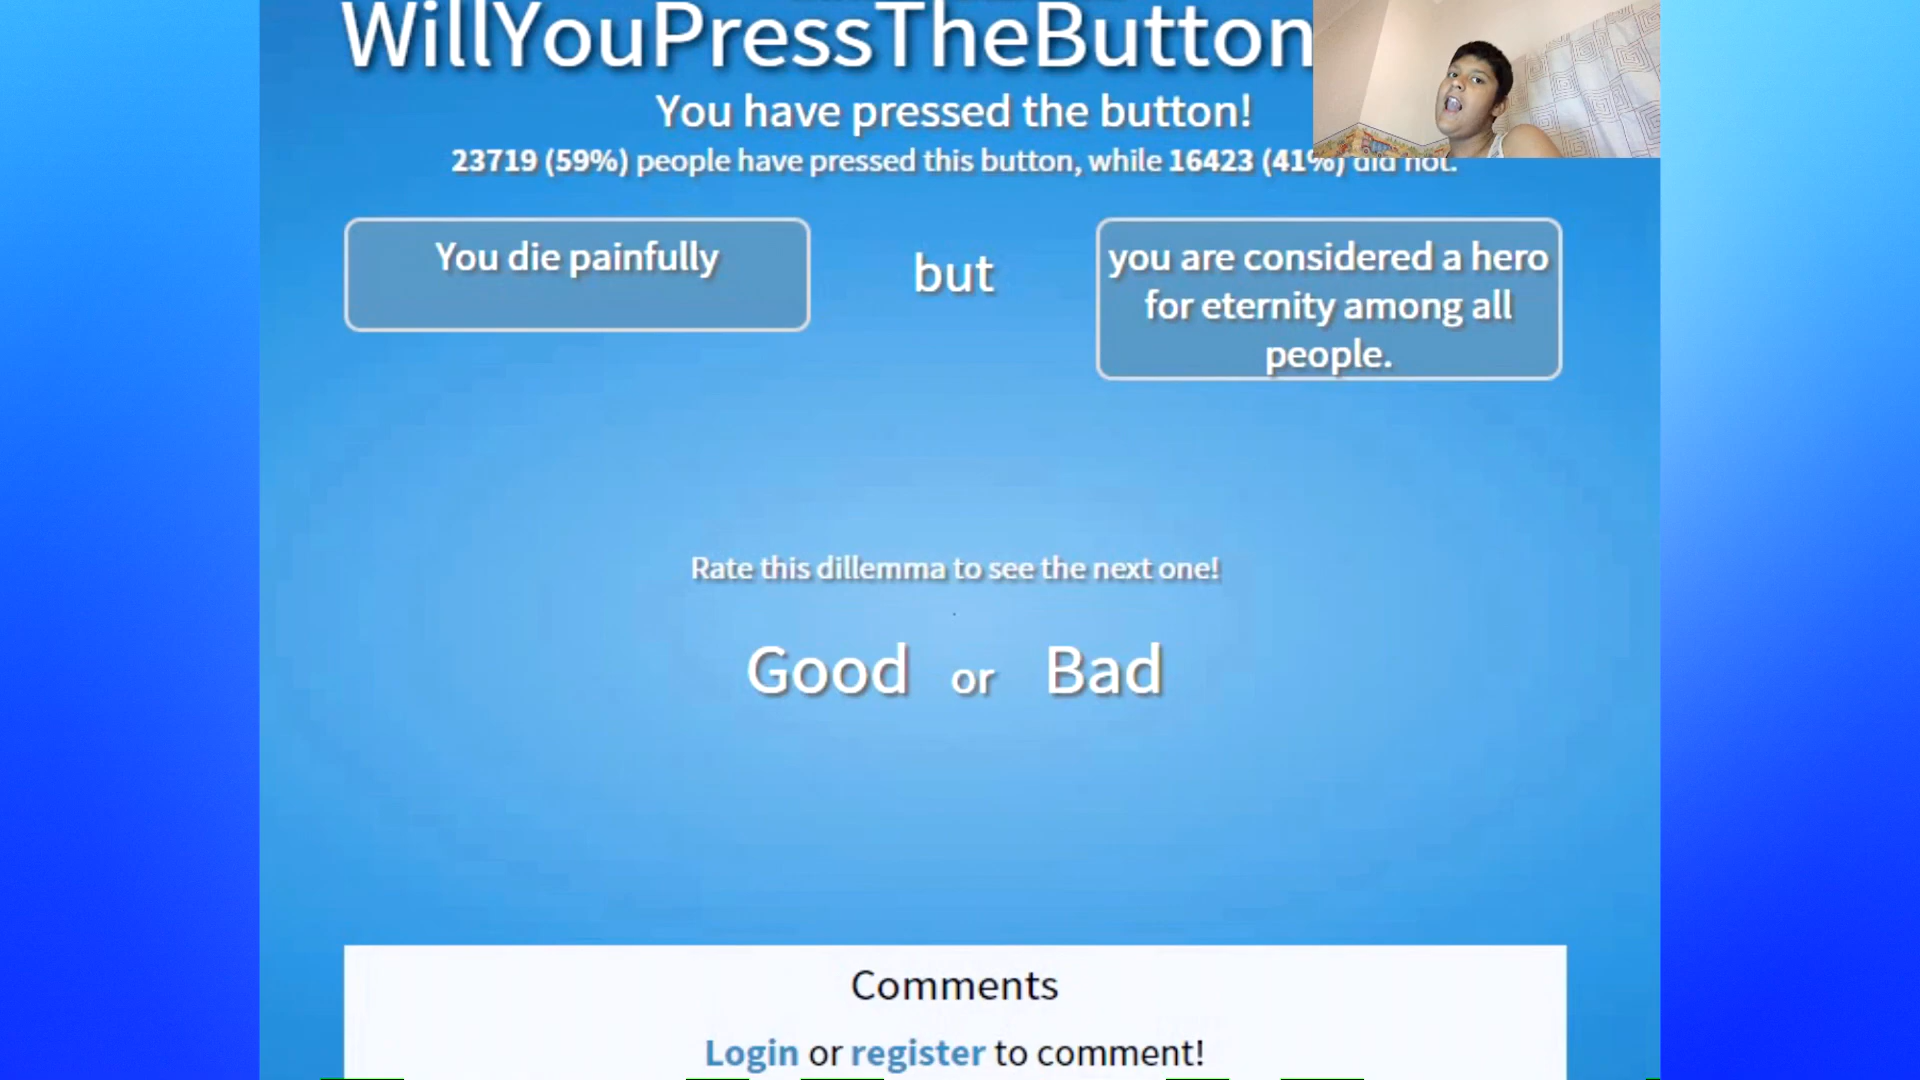 WillYouPressTheButton
You have pressed the button!
23719 (59%) people have pressed this button, while 16423 (41%) did not.
You die painfully
but
you are considered a hero
for eternity among all
people.
Rate this dillemma to see the next one!
Good or Bad
Comments
Login or register to comment!